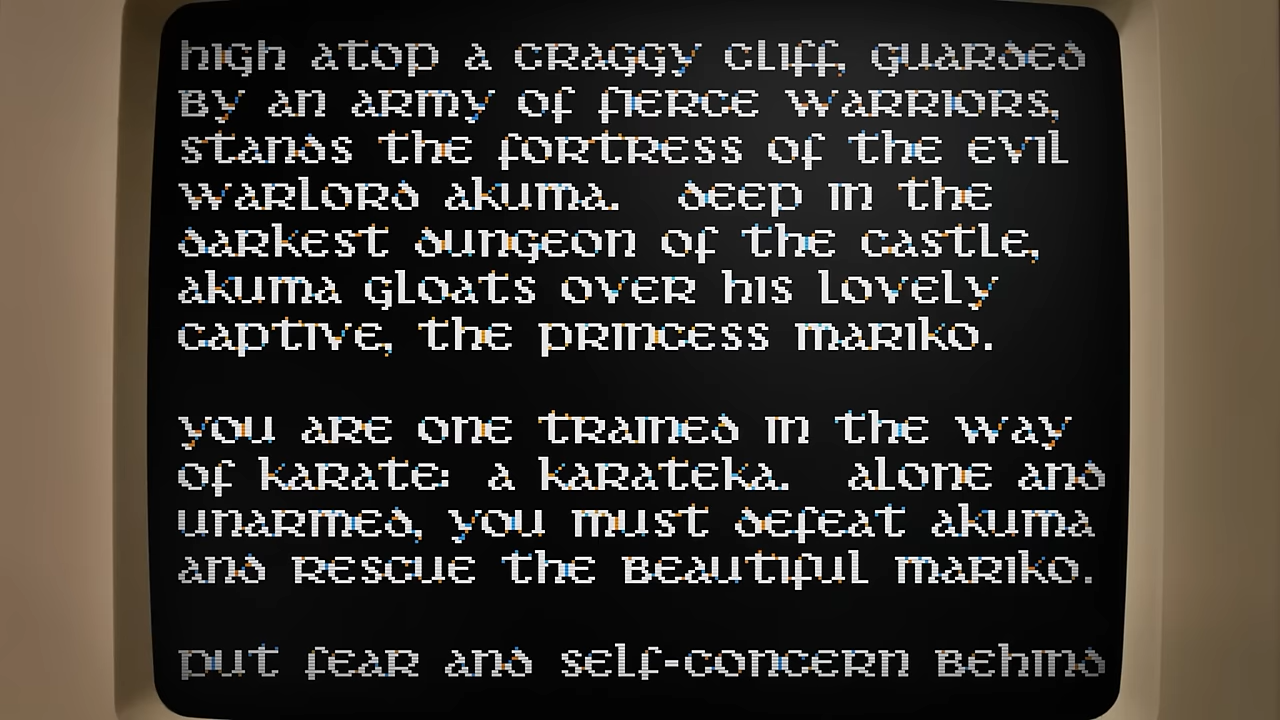 high atop a craggy cliff, guarded
by an army of fierce warriors,
stands the fortress of the evil
warlord akuma.  deep in the
darkest dungeon of the castle,
akuma gloats over his lovely
captive, the princess mariko.
you are one trained in the way
of karate:  a karateka.  alone and
unarmed, you must defeat akuma
and rescue the beautiful mariko.
put fear and self-concern behind